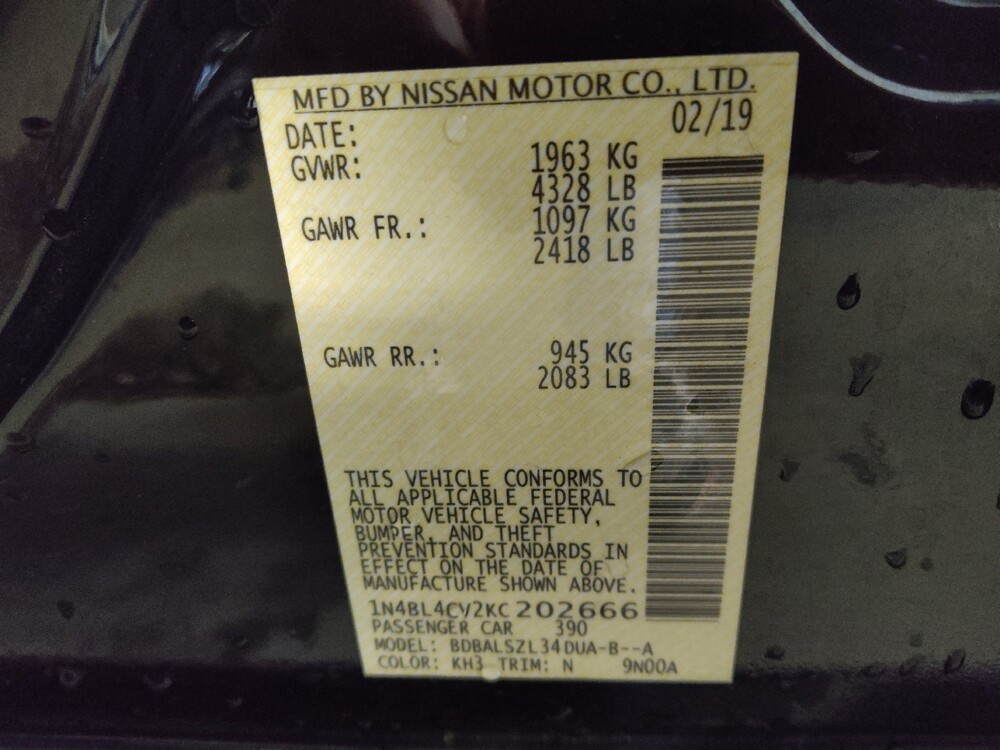 MFD BY NISSAN MOTOR CO., LTD.
DATE: 02/19
GVWR: 1963 KG
4328 LB
GAWR FR.: 1097 KG
2418 LB
GAWR RR.: 945 KG
2083 LB
THIS VEHICLE CONFORMS TO
ALL APPLICABLE FEDERAL
MOTOR VEHICLE SAFETY,
BUMPER, AND THEFT
PREVENTION STANDARDS IN
EFFECT ON THE DATE OF
MANUFACTURE SHOWN ABOVE.
1N4BL4CV2KC202666
PASSENGER CAR 390
MODEL: BDBALSZL34DUA-B--A
COLOR: KH3 TRIM: N 9N00A